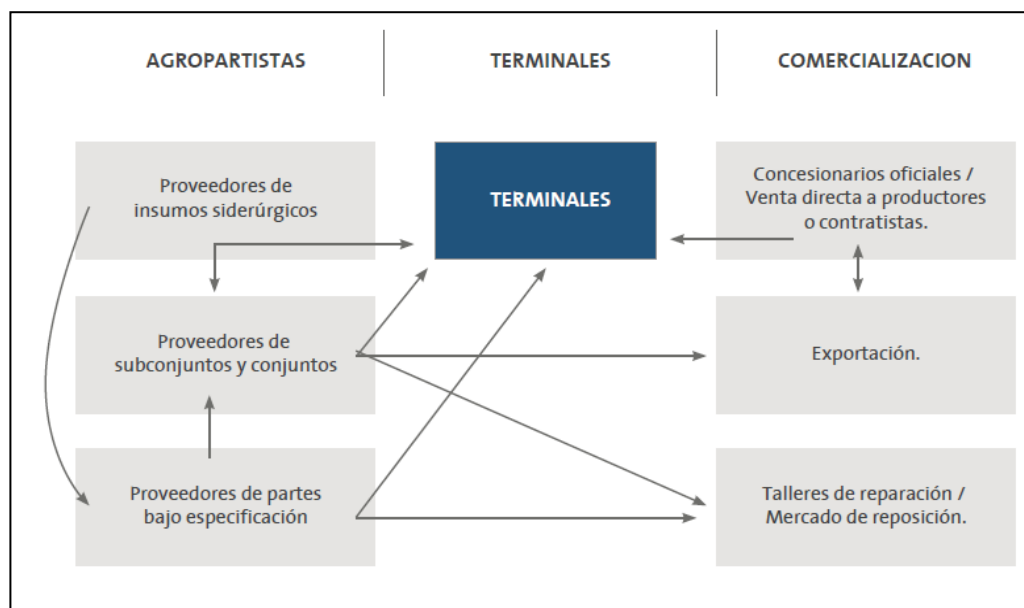 AGROPARTISTAS
TERMINALES
COMERCIALIZACION
Proveedores de
insumos siderúrgicos
TERMINALES
Concesionarios oficiales /
Venta directa a productores
o contratistas.
Proveedores de
subconjuntos y conjuntos
Exportación.
Proveedores de partes
bajo especificación
Talleres de reparación /
Mercado de reposición.